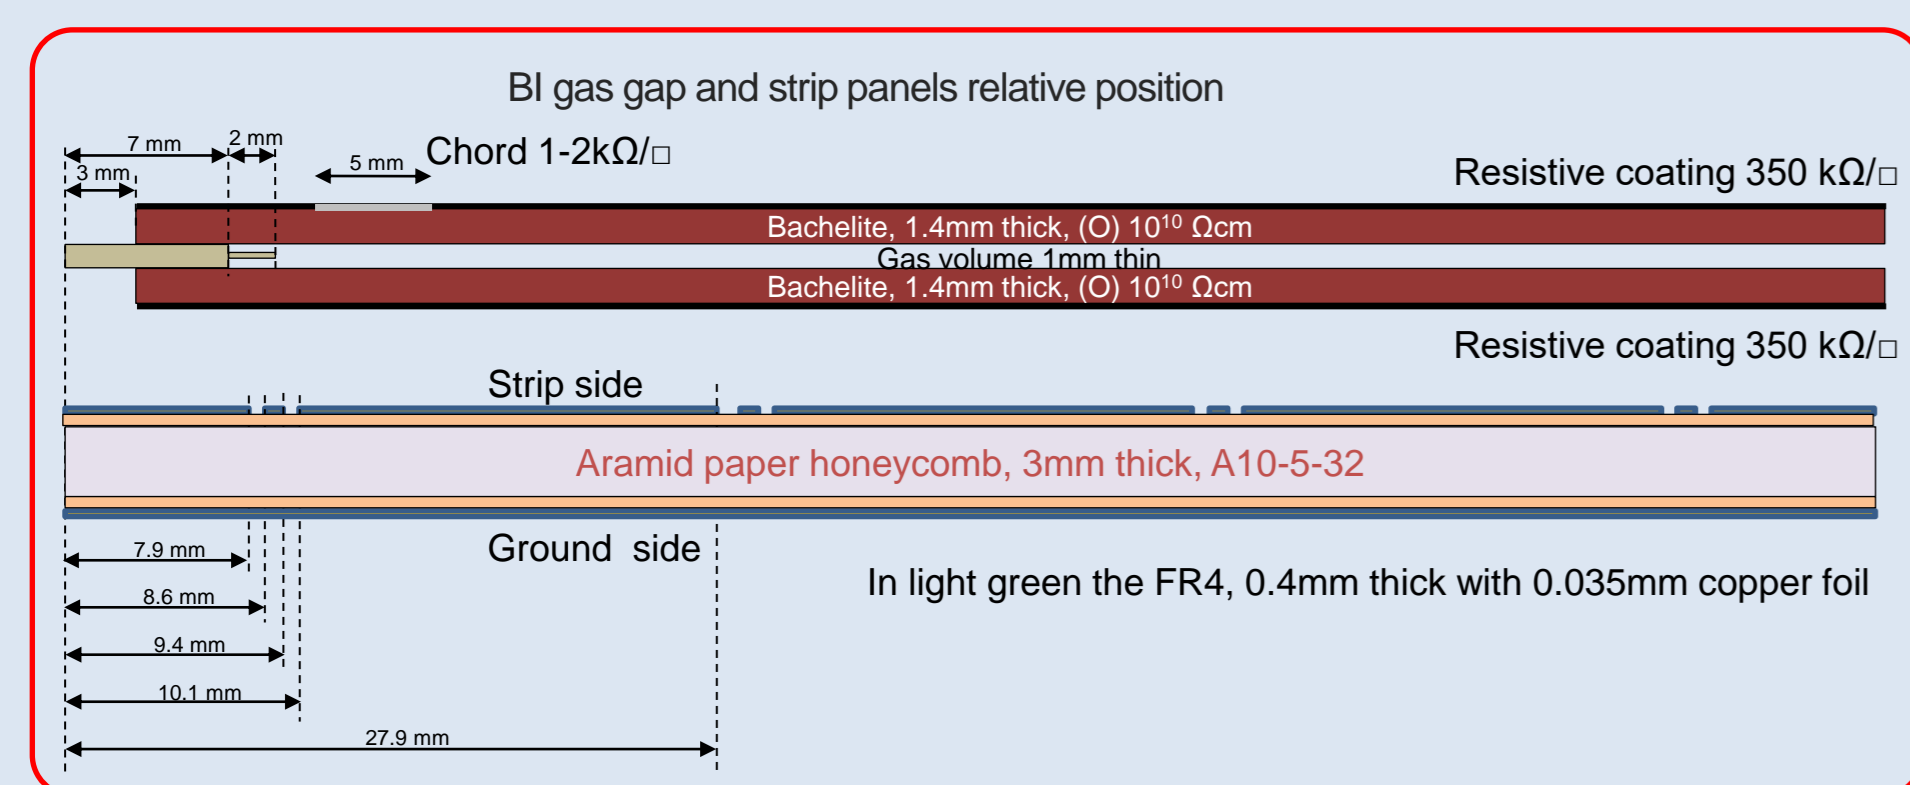 BI gas gap and strip panels relative position
7 mm
2 mm
3 mm
5 mm
Chord 1-2kΩ/□
Resistive coating 350 kΩ/□
Bachelite, 1.4mm thick, (O) 10¹⁰ Ωcm
Gas volume 1mm thin
Bachelite, 1.4mm thick, (O) 10¹⁰ Ωcm
Resistive coating 350 kΩ/□
Strip side
Aramid paper honeycomb, 3mm thick, A10-5-32
Ground side
7.9 mm
In light green the FR4, 0.4mm thick with 0.035mm copper foil
8.6 mm
9.4 mm
10.1 mm
27.9 mm